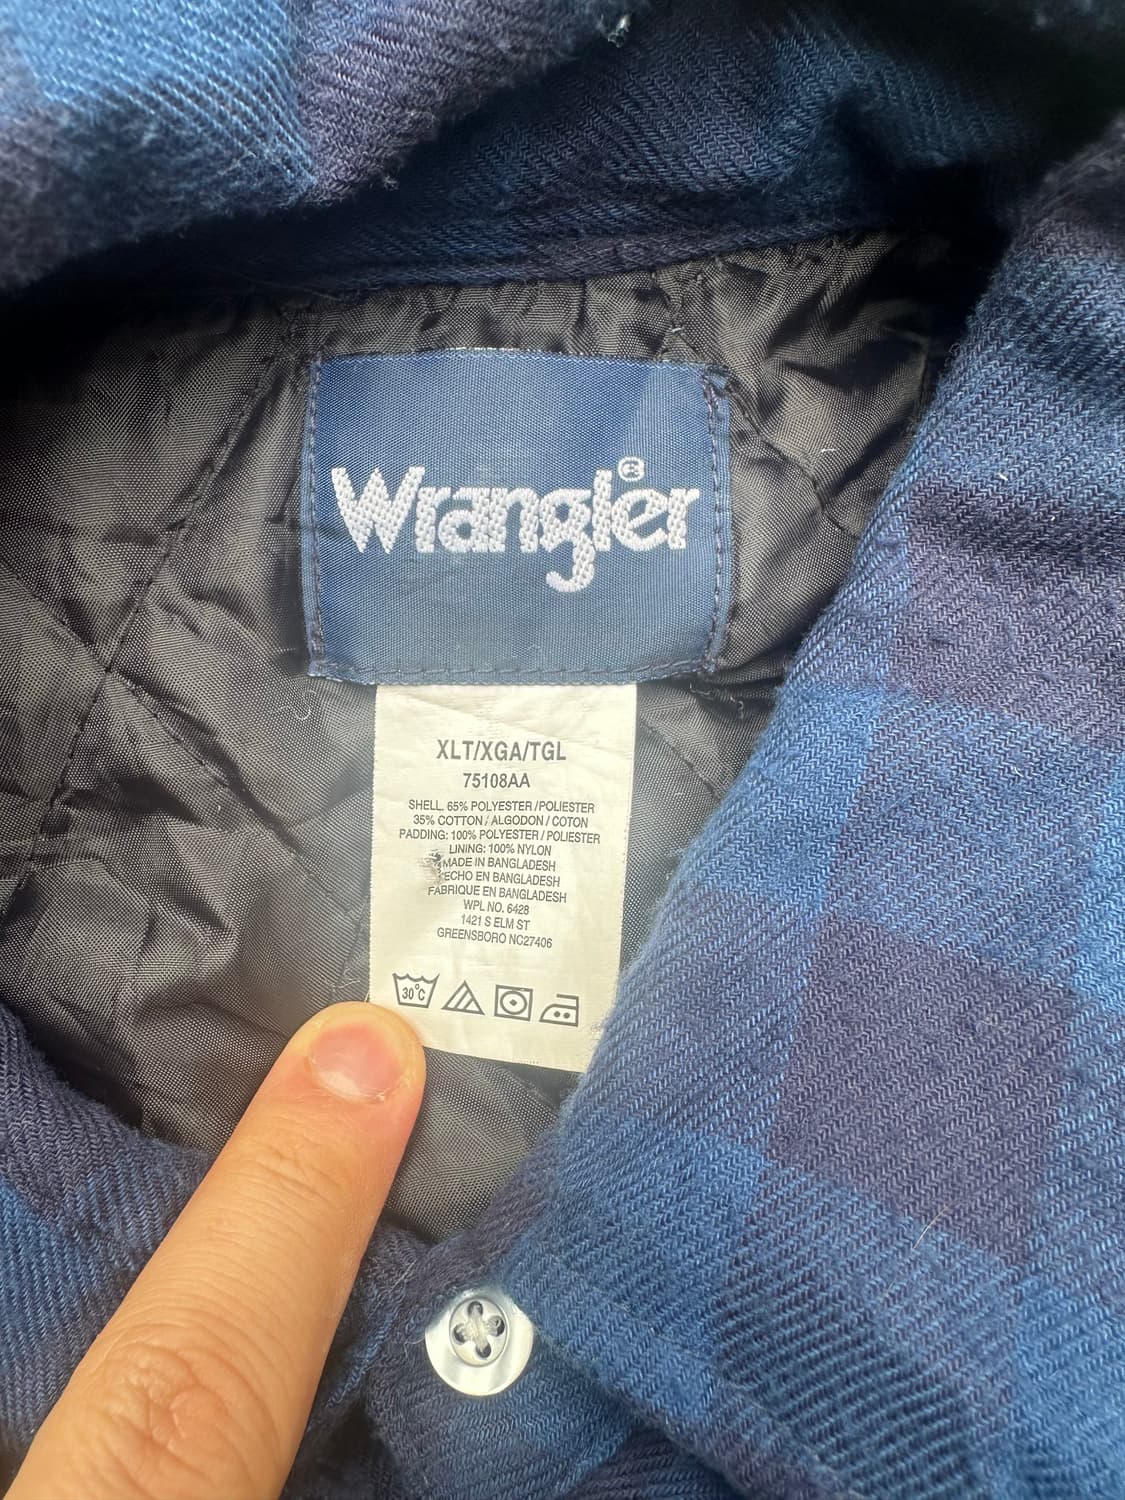 Wrangler®
XLT/XGA/TGL
75108AA
SHELL. 65% POLYESTER / POLIESTER
35% COTTON / ALGODON / COTON
PADDING: 100% POLYESTER / POLIESTER
LINING: 100% NYLON
MADE IN BANGLADESH
ECHO EN BANGLADESH
FABRIQUE EN BANGLADESH
WPL NO. 6428
1421 S ELM ST
GREENSBORO NC27406
30°C